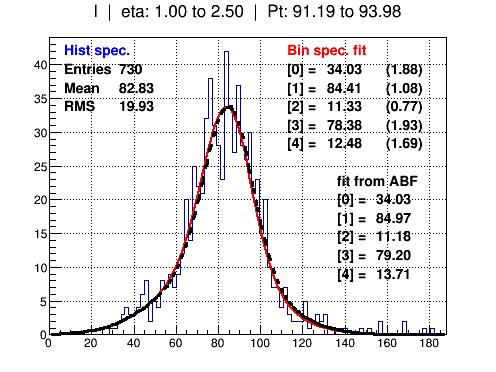 I | eta: 1.00 to 2.50 | Pt: 91.19 to 93.98
Hist spec.
Entries 730
Mean 82.83
RMS 19.93
Bin spec. fit
[0] = 34.03 (1.88)
[1] = 84.41 (1.08)
[2] = 11.33 (0.77)
[3] = 78.38 (1.93)
[4] = 12.48 (1.69)
fit from ABF
[0] = 34.03
[1] = 84.97
[2] = 11.18
[3] = 79.20
[4] = 13.71
40
35
30
25
20
15
10
5
0
0 20 40 60 80 100 120 140 160 180